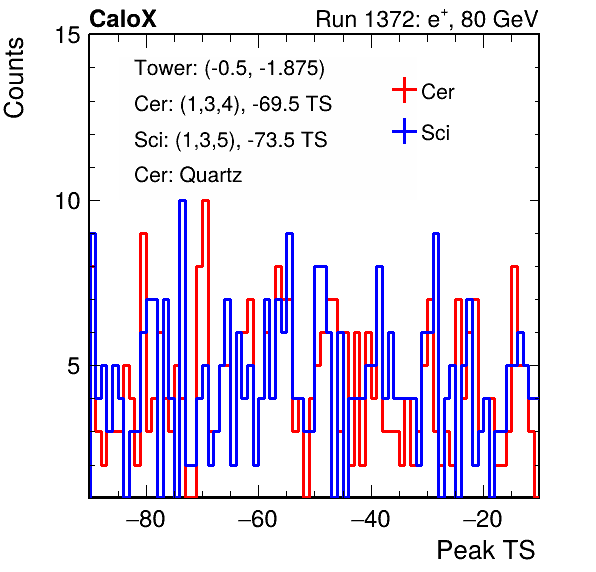 CaloX Run 1372: e⁺, 80 GeV
Counts
15
Tower: (-0.5, -1.875)
Cer: (1,3,4), -69.5 TS
Sci: (1,3,5), -73.5 TS
Cer: Quartz
Cer
Sci
10
5
−80 −60 −40 −20
Peak TS